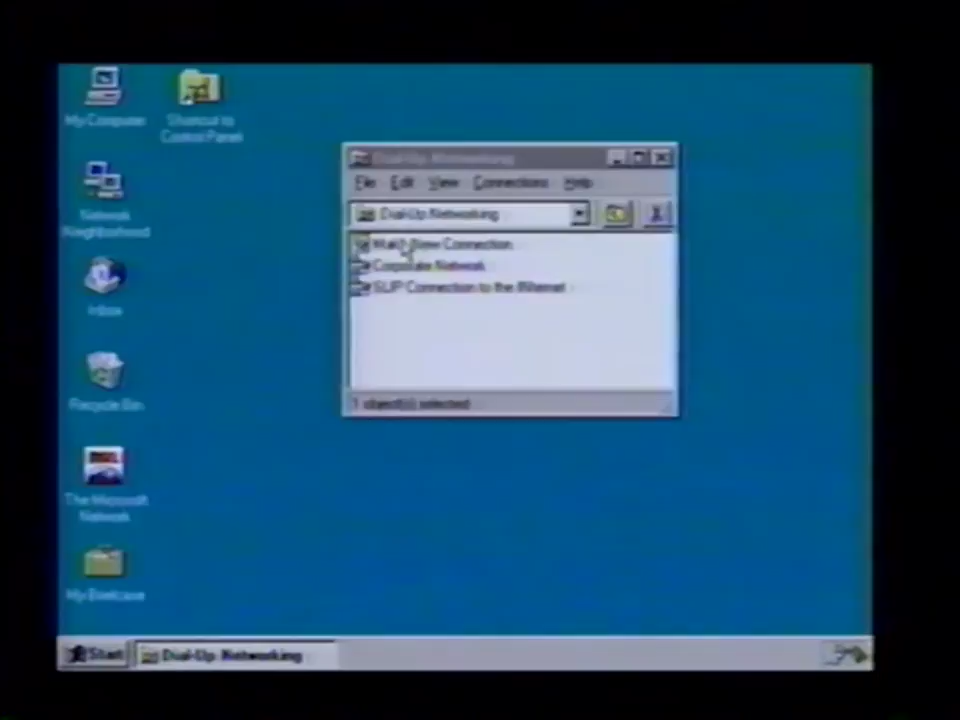 My Computer
Shortcut to
Control Panel
Network
Neighborhood
Inbox
Recycle Bin
The Microsoft
Network
My Briefcase
Dial-Up Networking
File Edit View Connections Help
Dial-Up Networking
Make New Connection
Corporate Network
SLIP Connection to the INternet
1 object(s) selected
Start
Dial-Up Networking